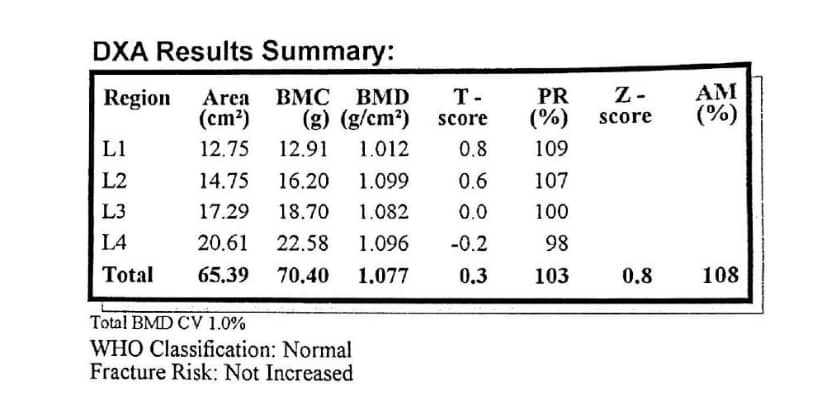 DXA Results Summary:
Region Area BMC BMD T - PR Z - AM
(cm²) (g) (g/cm²) score (%) score (%)
L1 12.75 12.91 1.012 0.8 109
L2 14.75 16.20 1.099 0.6 107
L3 17.29 18.70 1.082 0.0 100
L4 20.61 22.58 1.096 -0.2 98
Total 65.39 70.40 1.077 0.3 103 0.8 108
Total BMD CV 1.0%
WHO Classification: Normal
Fracture Risk: Not Increased